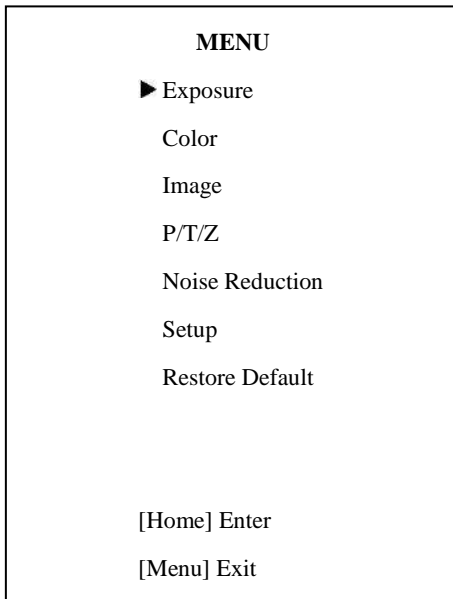 MENU
Exposure
Color
Image
P/T/Z
Noise Reduction
Setup
Restore Default
[Home] Enter
[Menu] Exit